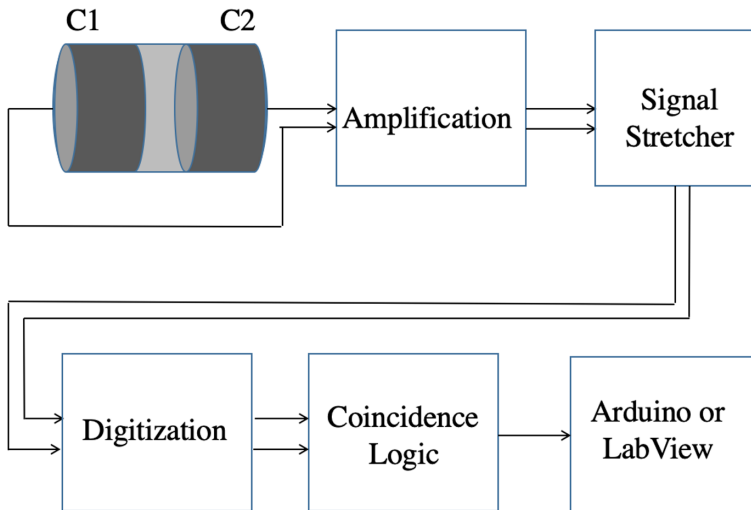 C1
C2
Amplification
Signal
Stretcher
Digitization
Coincidence
Logic
Arduino or
LabView